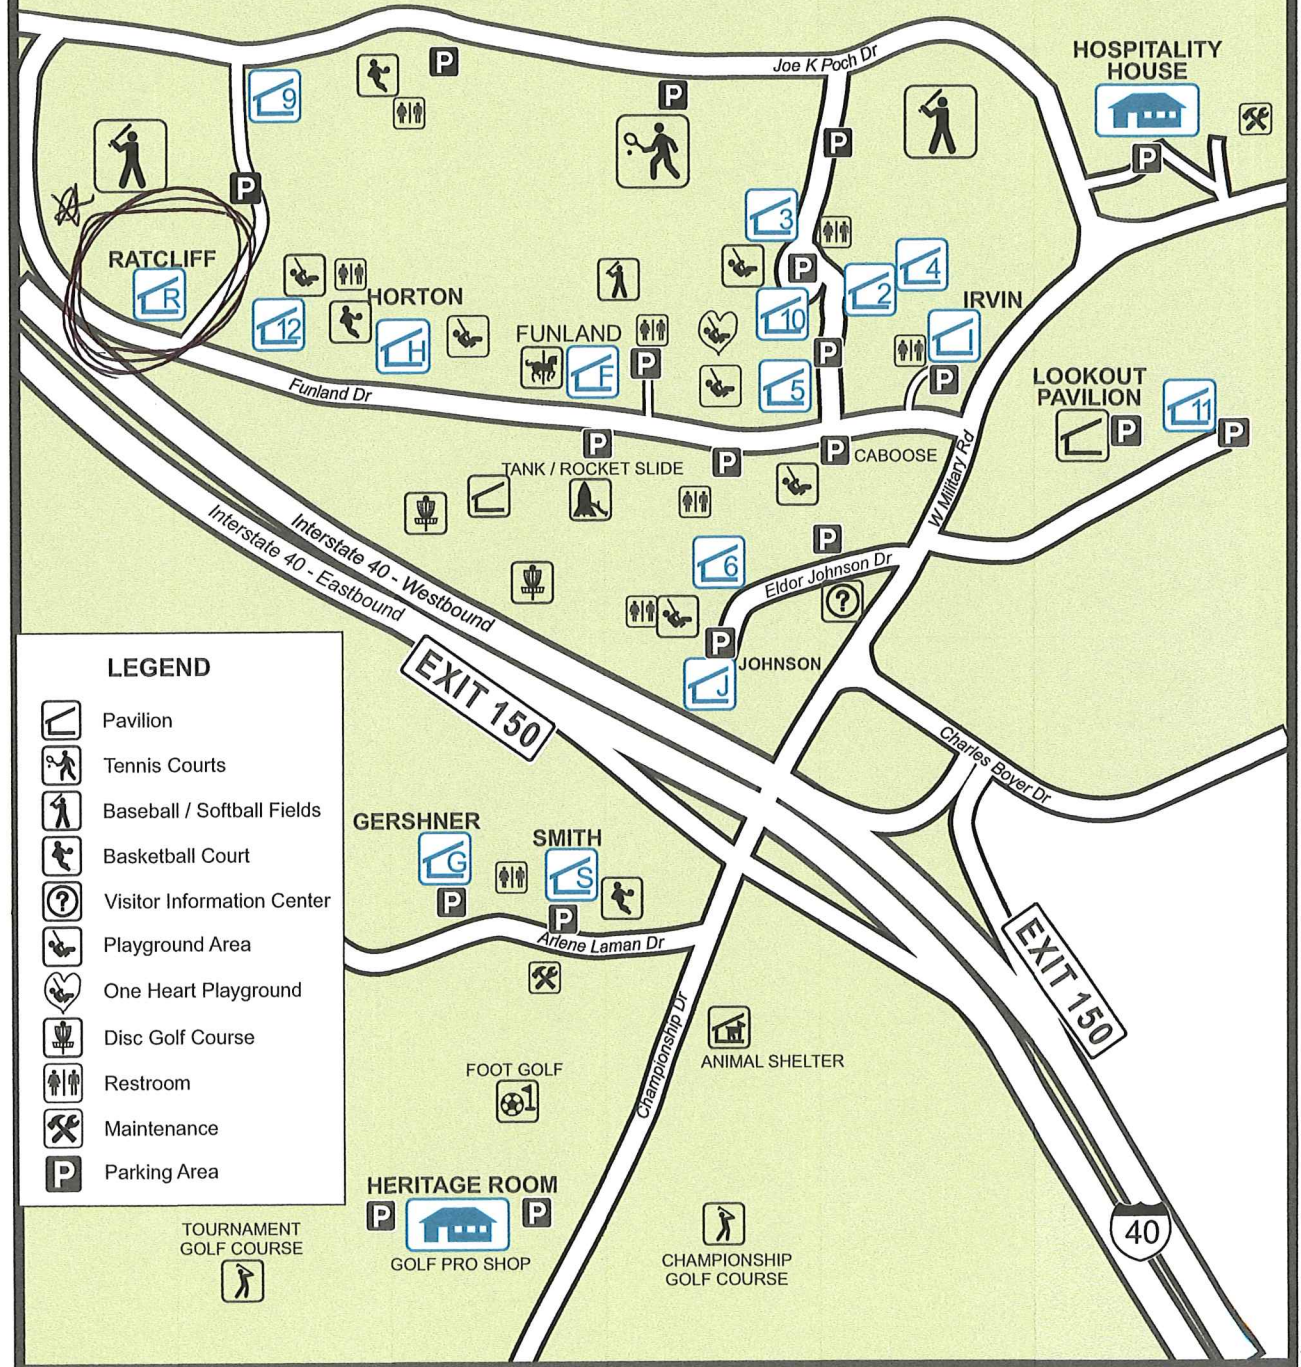 Joe K Poch Dr
HOSPITALITY
HOUSE
P
P
9
P
P
P
P
RATCLIFF
R
3
4
P
2
HORTON
12
H
10
IRVIN
I
FUNLAND
F
P
P
P
5
LOOKOUT
PAVILION
P
11
P
Funland Dr
P
P
P
CABOOSE
W Military Rd
TANK / ROCKET SLIDE
Interstate 40 - Westbound
Interstate 40 - Eastbound
P
6
Eldor Johnson Dr
?
P
JOHNSON
J
EXIT 150
Charles Boyer Dr
LEGEND
Pavilion
Tennis Courts
Baseball / Softball Fields
Basketball Court
? Visitor Information Center
Playground Area
One Heart Playground
Disc Golf Course
Restroom
Maintenance
P Parking Area
GERSHNER
G
P
SMITH
S
P
Arlene Laman Dr
EXIT 150
Championship Dr
ANIMAL SHELTER
FOOT GOLF
HERITAGE ROOM
P
P
GOLF PRO SHOP
TOURNAMENT
GOLF COURSE
CHAMPIONSHIP
GOLF COURSE
40